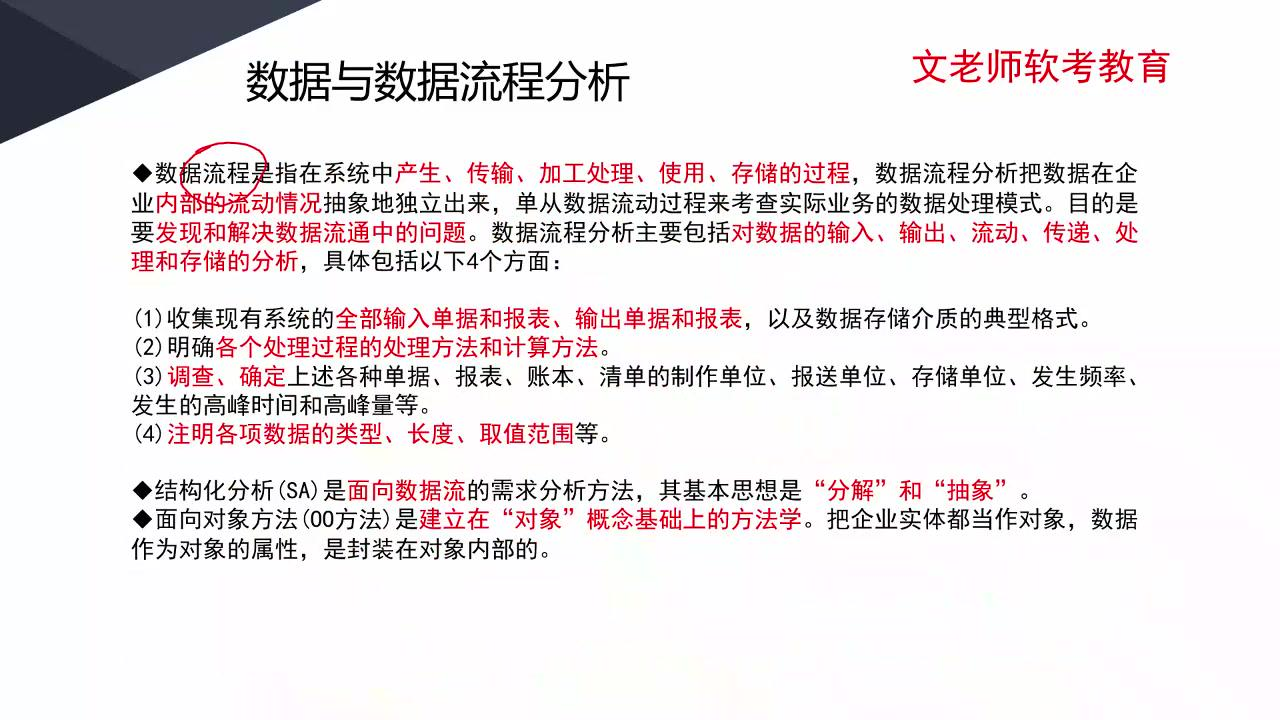 数据与数据流程分析
文老师软考教育
◆数据流程是指在系统中产生、传输、加工处理、使用、存储的过程，数据流程分析把数据在企
业内部的流动情况抽象地独立出来，单从数据流动过程来考查实际业务的数据处理模式。目的是
要发现和解决数据流通中的问题。数据流程分析主要包括对数据的输入、输出、流动、传递、处
理和存储的分析，具体包括以下4个方面：
(1)收集现有系统的全部输入单据和报表、输出单据和报表，以及数据存储介质的典型格式。
(2)明确各个处理过程的处理方法和计算方法。
(3)调查、确定上述各种单据、报表、账本、清单的制作单位、报送单位、存储单位、发生频率、
发生的高峰时间和高峰量等。
(4)注明各项数据的类型、长度、取值范围等。
◆结构化分析(SA)是面向数据流的需求分析方法，其基本思想是“分解”和“抽象”。
◆面向对象方法(OO方法)是建立在“对象”概念基础上的方法学。把企业实体都当作对象，数据
作为对象的属性，是封装在对象内部的。